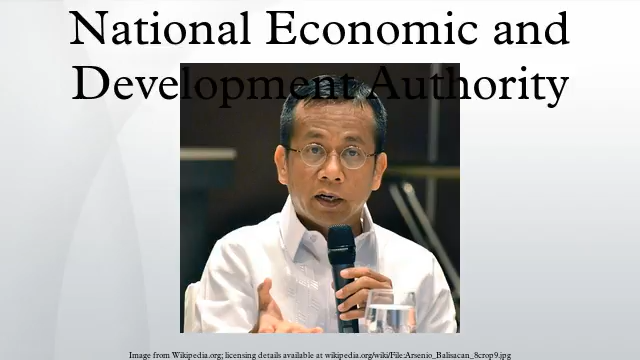 National Economic and
Development Authority
Image from Wikipedia.org; licensing details available at wikipedia.org/wiki/File:Arsenio_Balisacan_8crop9.jpg